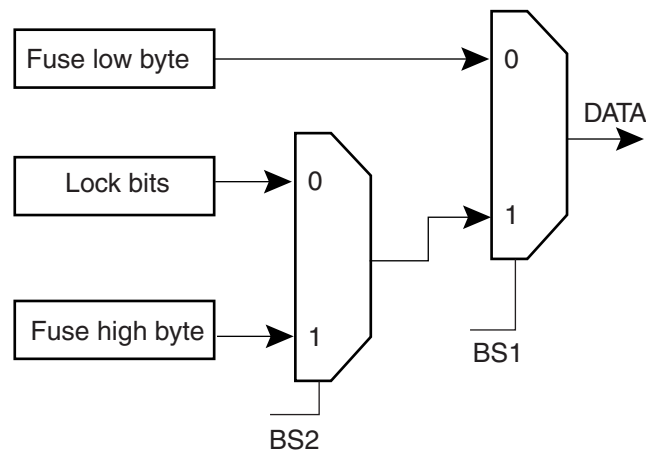 Fuse low byte
0
DATA
Lock bits
0
1
Fuse high byte
1
BS1
BS2